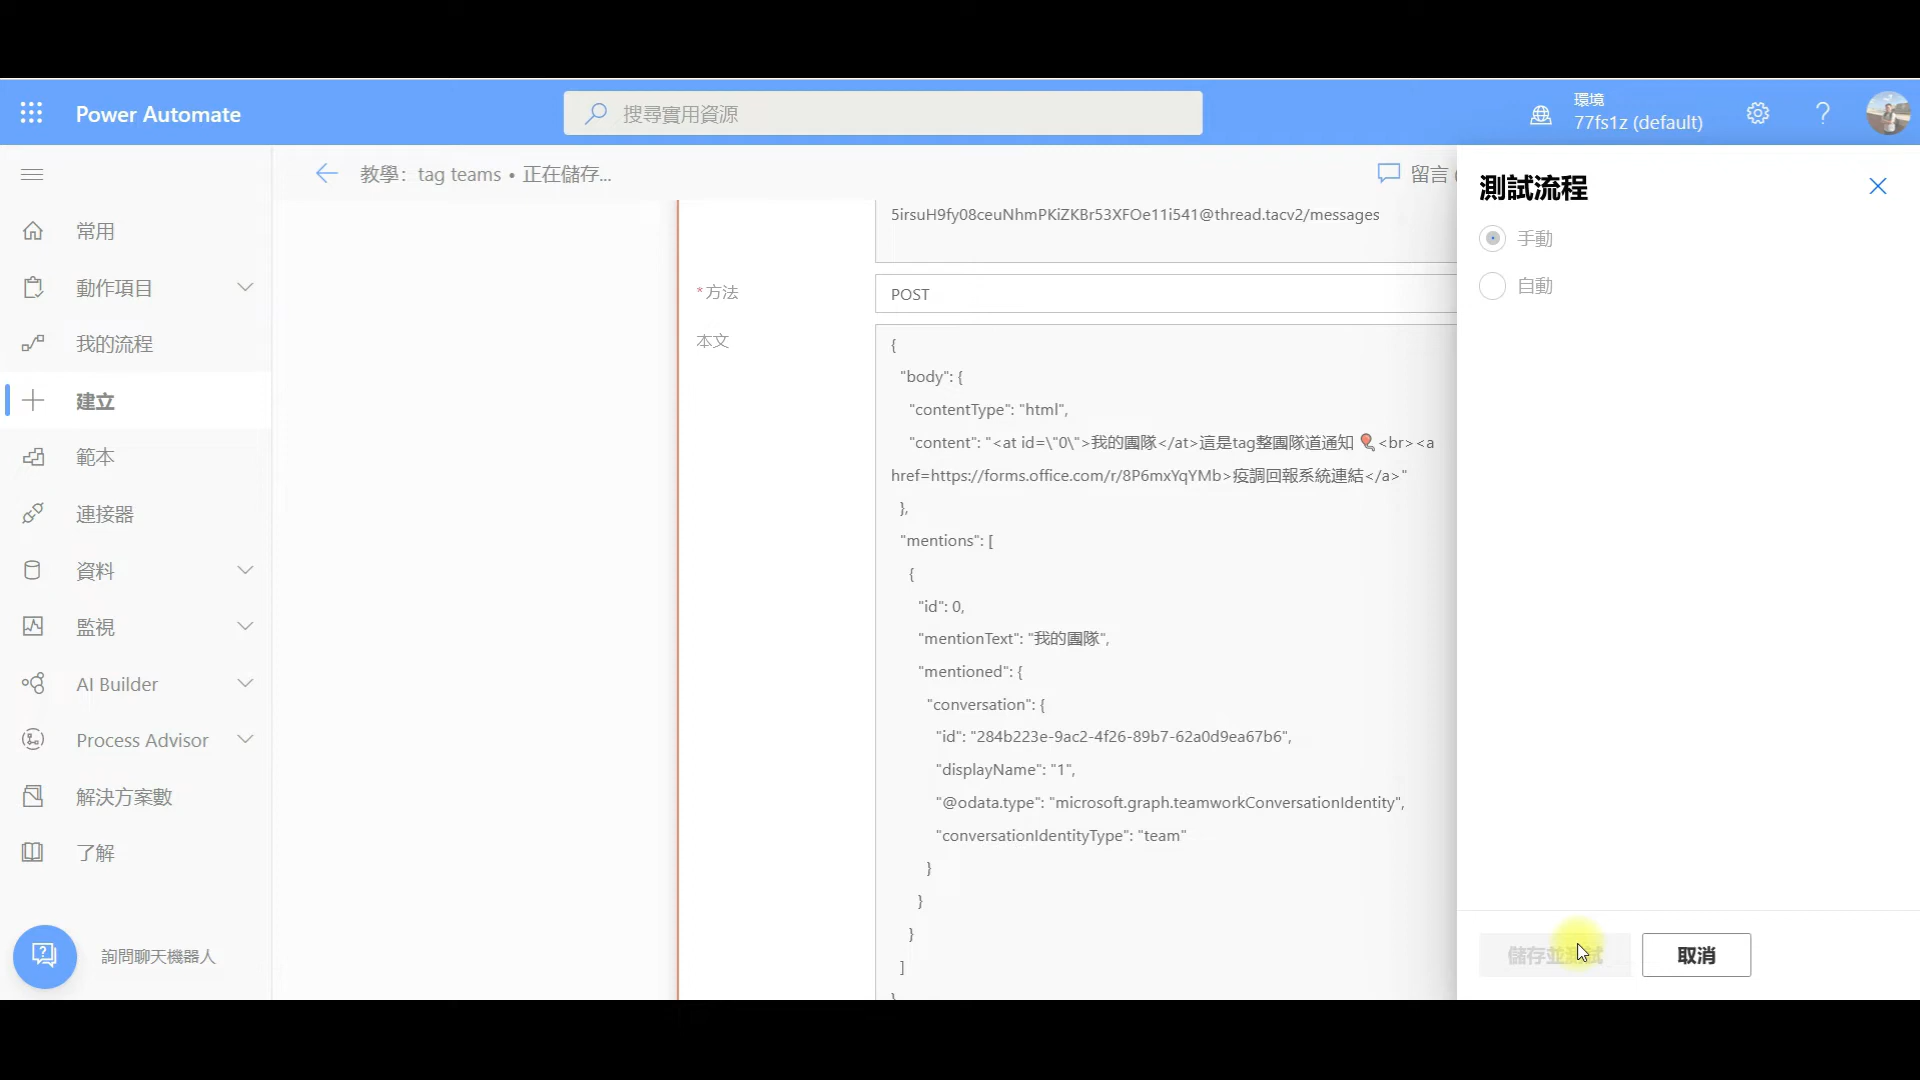 Power Automate
搜尋實用資源
環境
77fs1z (default)
教學：tag teams • 正在儲存...
留言 (
常用
動作項目
我的流程
建立
範本
連接器
資料
監視
AI Builder
Process Advisor
解決方案數
了解
詢問聊天機器人
5irsuH9fy08ceuNhmPKiZKBr53XFOe11i541@thread.tacv2/messages
*方法
POST
本文
{
"body": {
"contentType": "html",
"content": "<at id=\"0\">我的團隊</at>這是tag整團隊道通知🎈<br><a
href=https://forms.office.com/r/8P6mxYqYMb>疫調回報系統連結</a>"
},
"mentions": [
{
"id": 0,
"mentionText": "我的團隊",
"mentioned": {
"conversation": {
"id": "284b223e-9ac2-4f26-89b7-62a0d9ea67b6",
"displayName": "1",
"@odata.type": "microsoft.graph.teamworkConversationIdentity",
"conversationIdentityType": "team"
}
}
}
]
}
測試流程
手動
自動
儲存並測試
取消